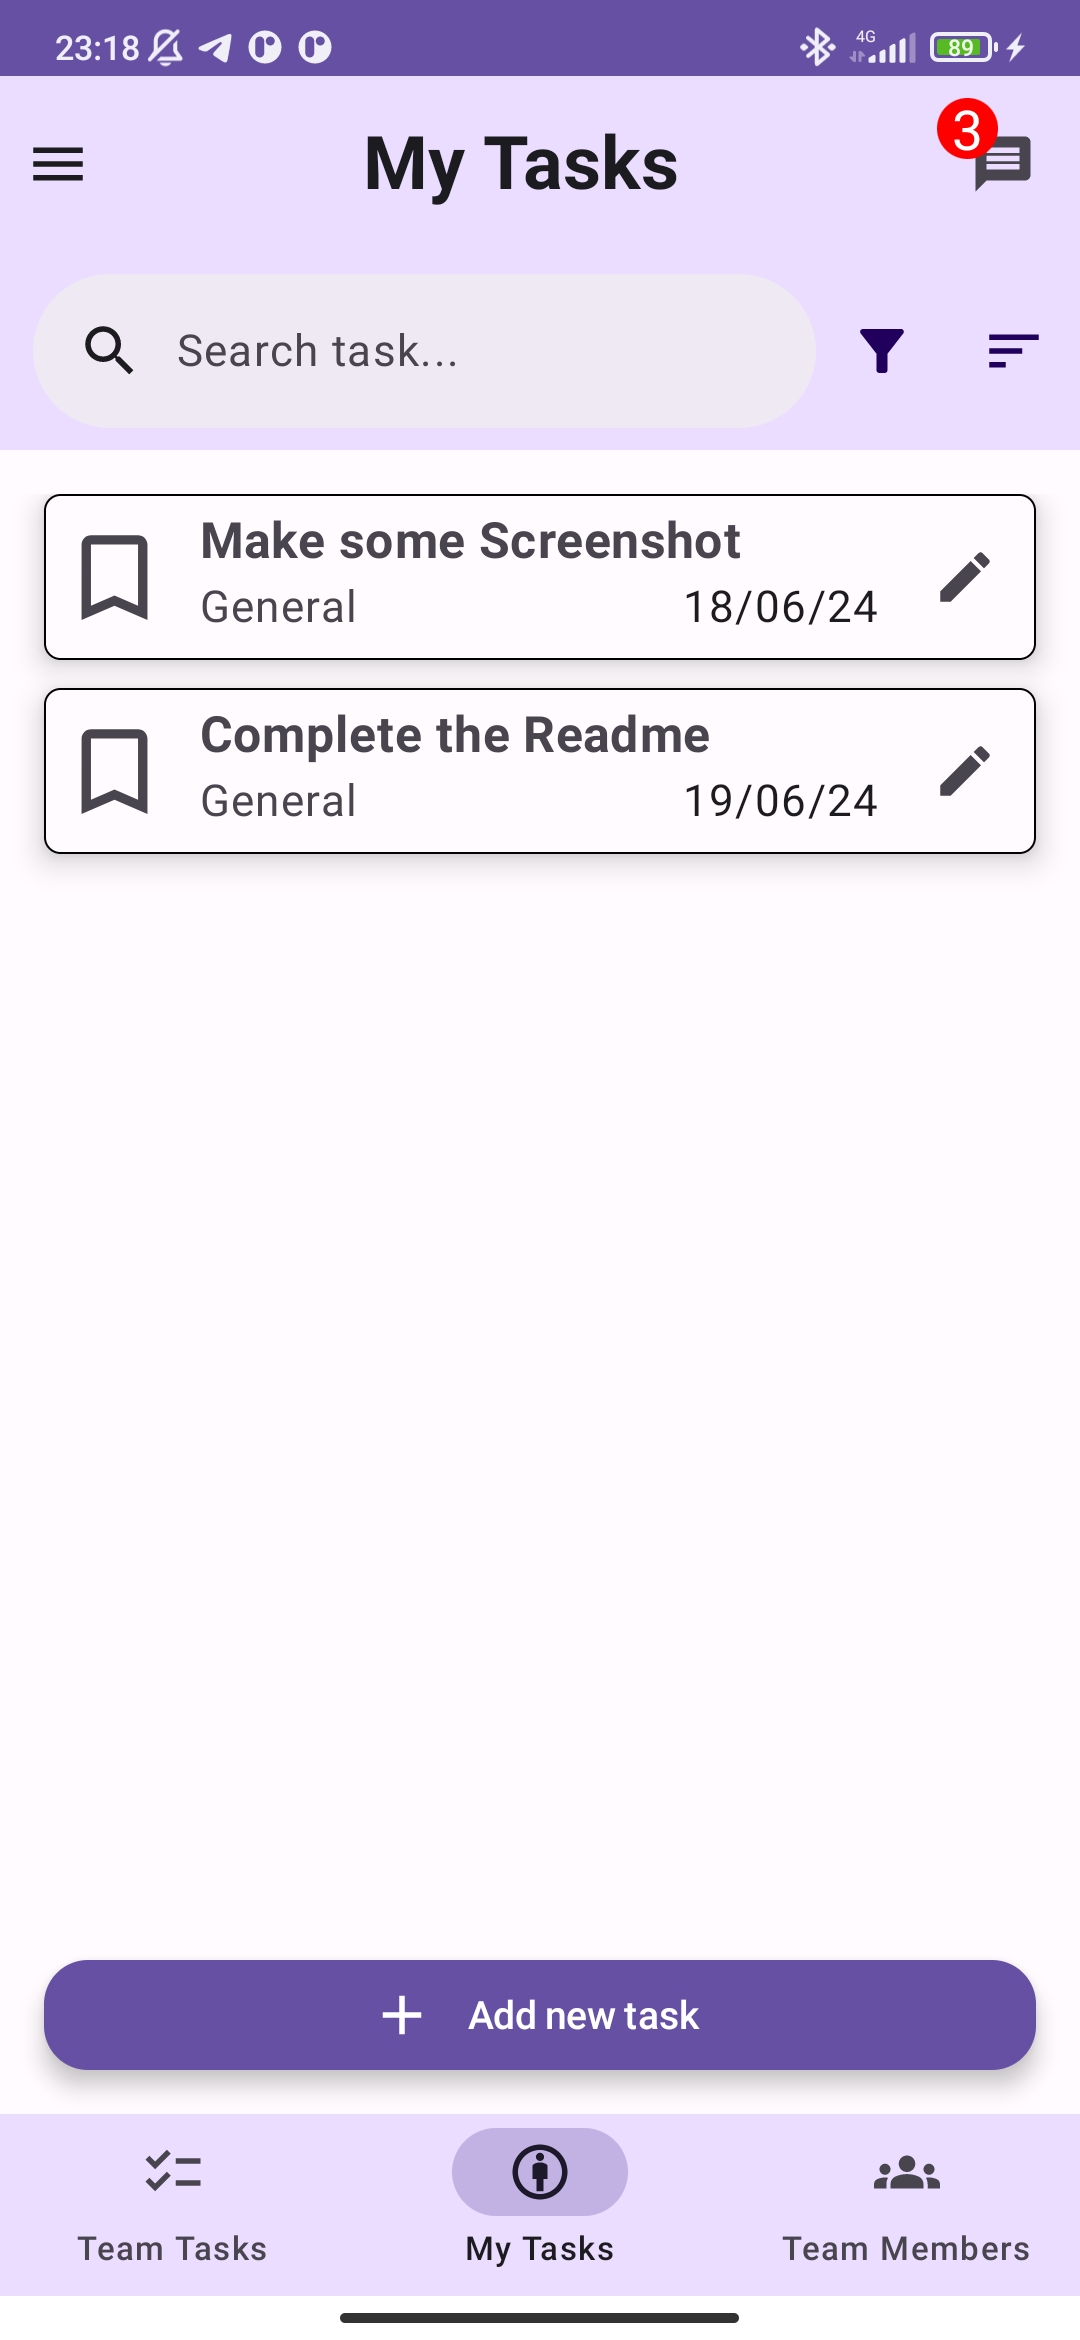 23:18 4G 89
My Tasks 3
Search task...
Make some Screenshot
General 18/06/24
Complete the Readme
General 19/06/24
Add new task
Team Tasks My Tasks Team Members